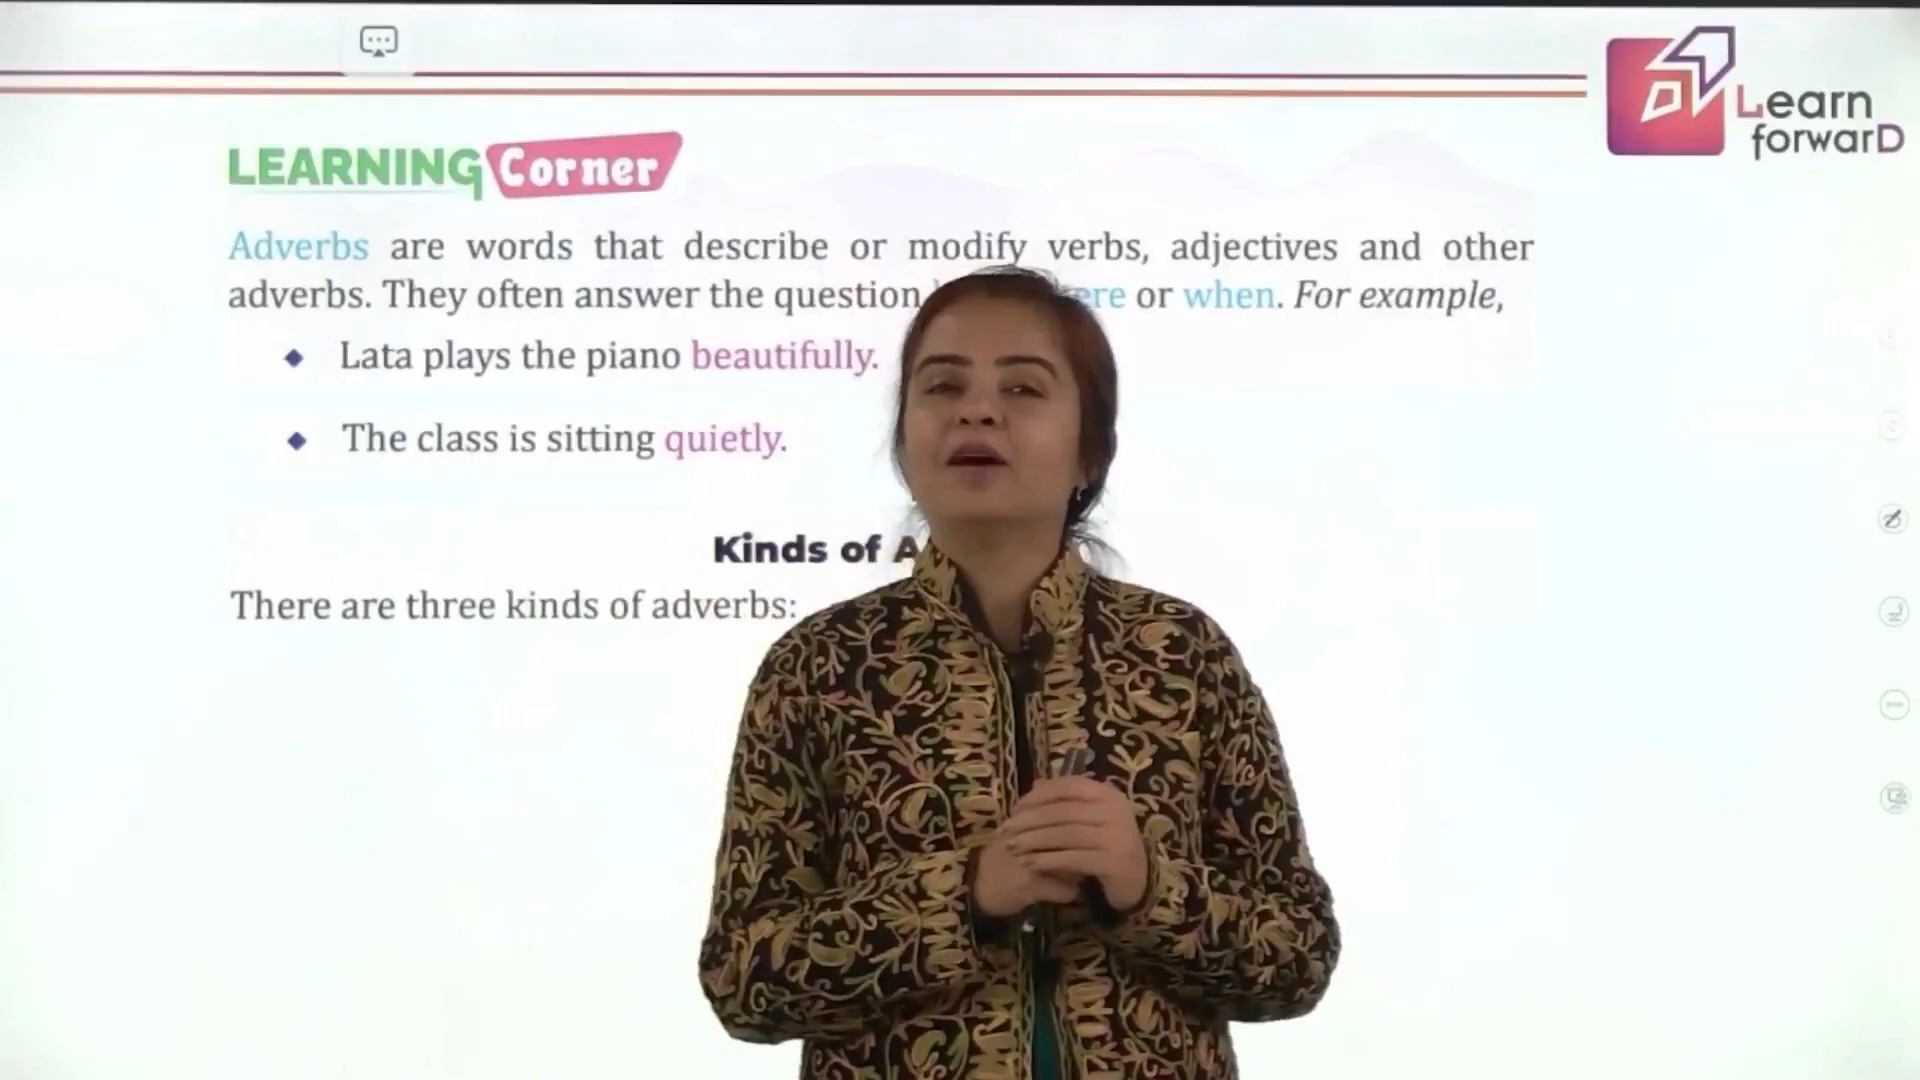 Learn
forwarD
LEARNING Corner
Adverbs are words that describe or modify verbs, adjectives and other
adverbs. They often answer the question or when. For example,
Lata plays the piano beautifully.
The class is sitting quietly.
Kinds of
There are three kinds of adverbs: